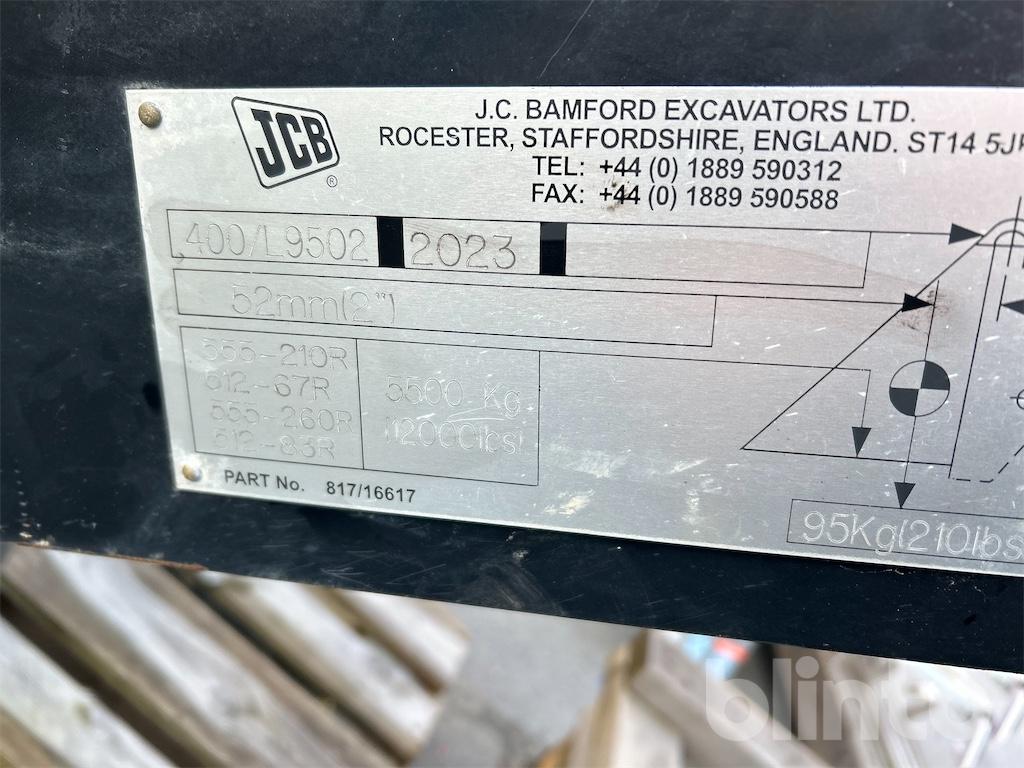 JCB
®
J.C. BAMFORD EXCAVATORS LTD.
ROCESTER, STAFFORDSHIRE, ENGLAND. ST14 5J
TEL: +44 (0) 1889 590312
FAX: +44 (0) 1889 590588
400/L9502 2023
52mm(2")
555-210R
612-67R
555-260R
612-83R
5500 Kg
(12000lbs)
PART No. 817/16617
95Kg(210lbs
blinto